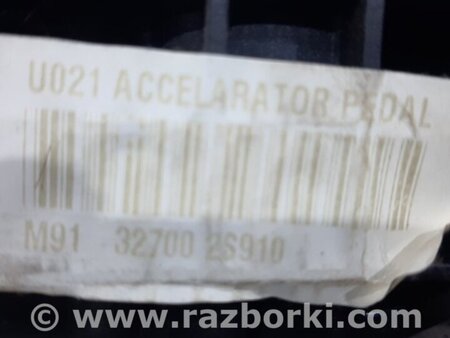 U021 ACCELARATOR PEDAL
M91 32700 2S910
© www.razborki.com